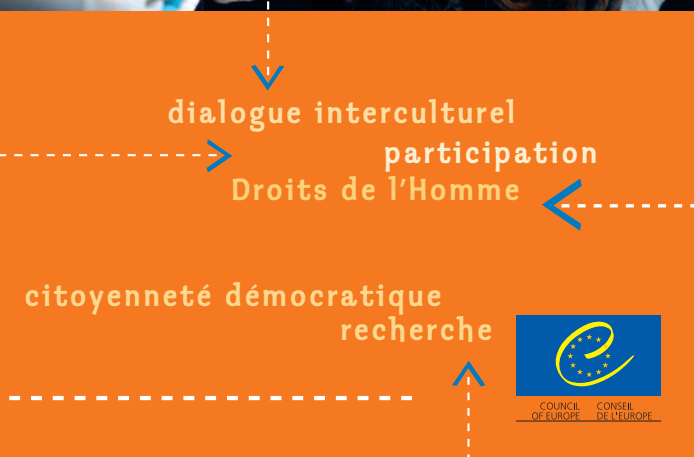 dialogue interculturel
participation
Droits de l'Homme
citoyenneté démocratique
recherche
COUNCIL CONSEIL
OF EUROPE DE L'EUROPE